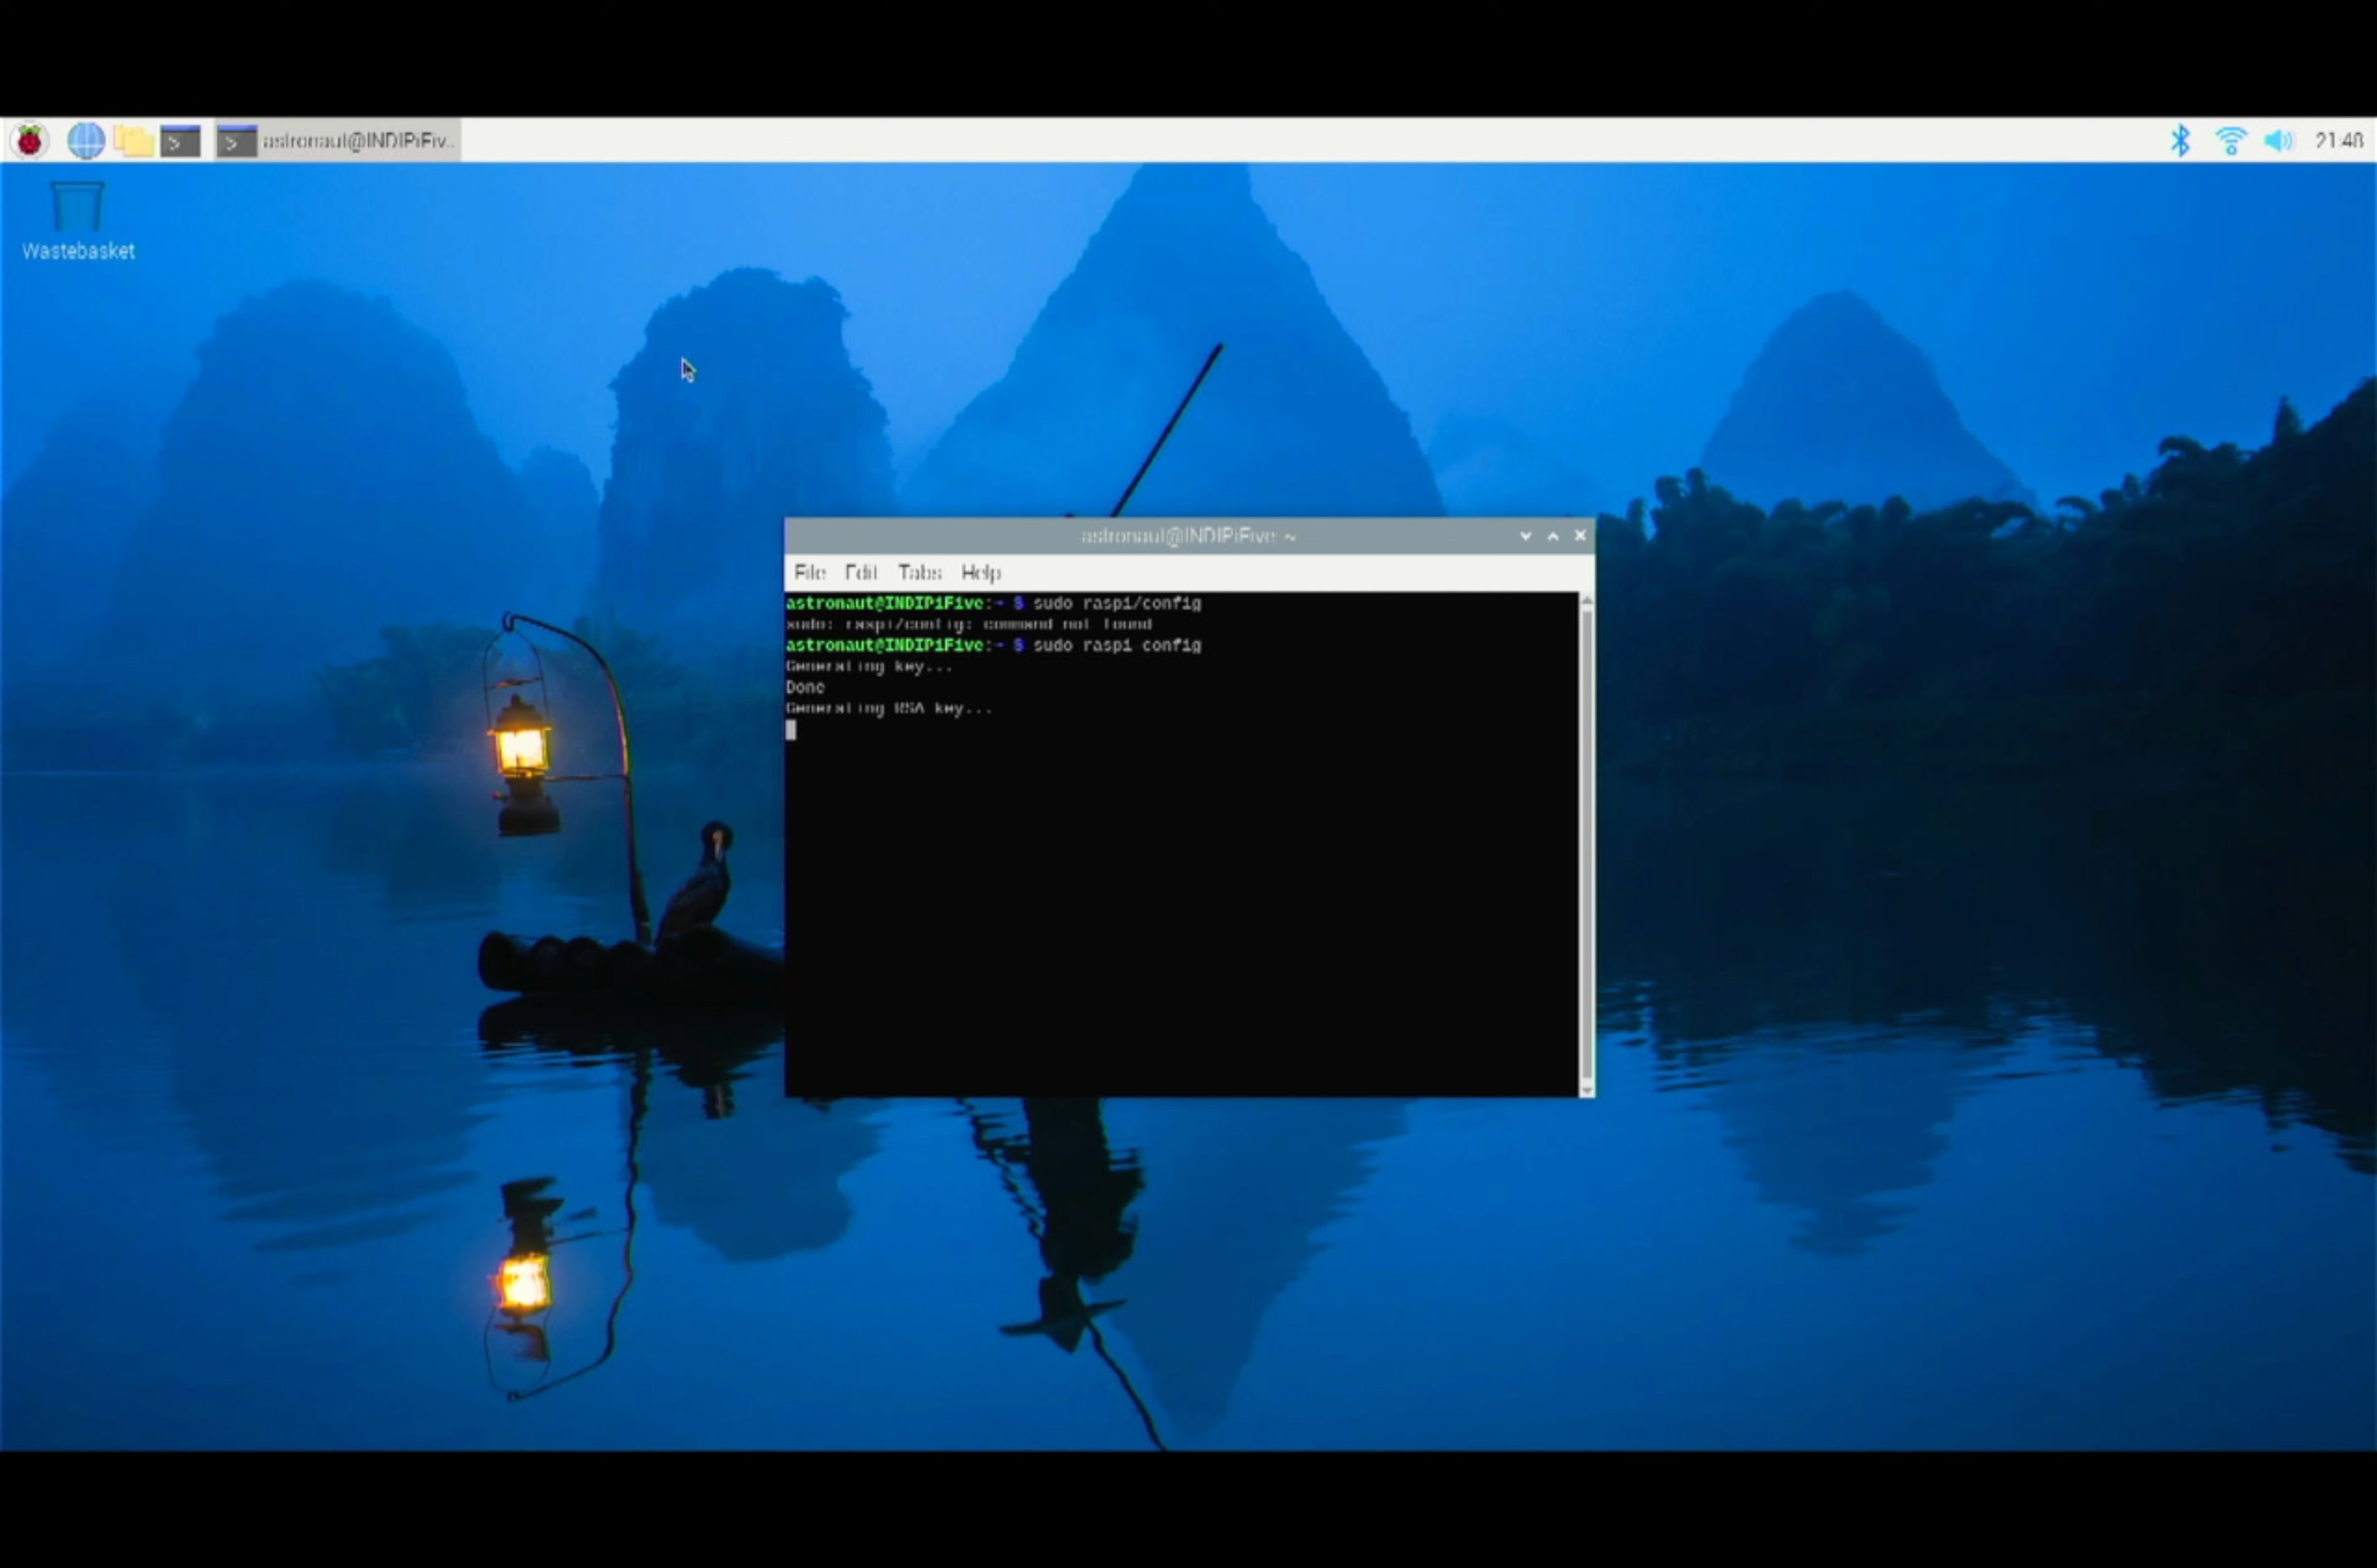 astronaut@INDIPiFiv..
21:48
Wastebasket
astronaut@INDIPiFive: ~
File Edit Tabs Help
astronaut@INDIPiFive:~ $ sudo raspi/config
sudo: raspi/config: command not found
astronaut@INDIPiFive:~ $ sudo raspi-config
Generating key...
Done
Generating RSA key...